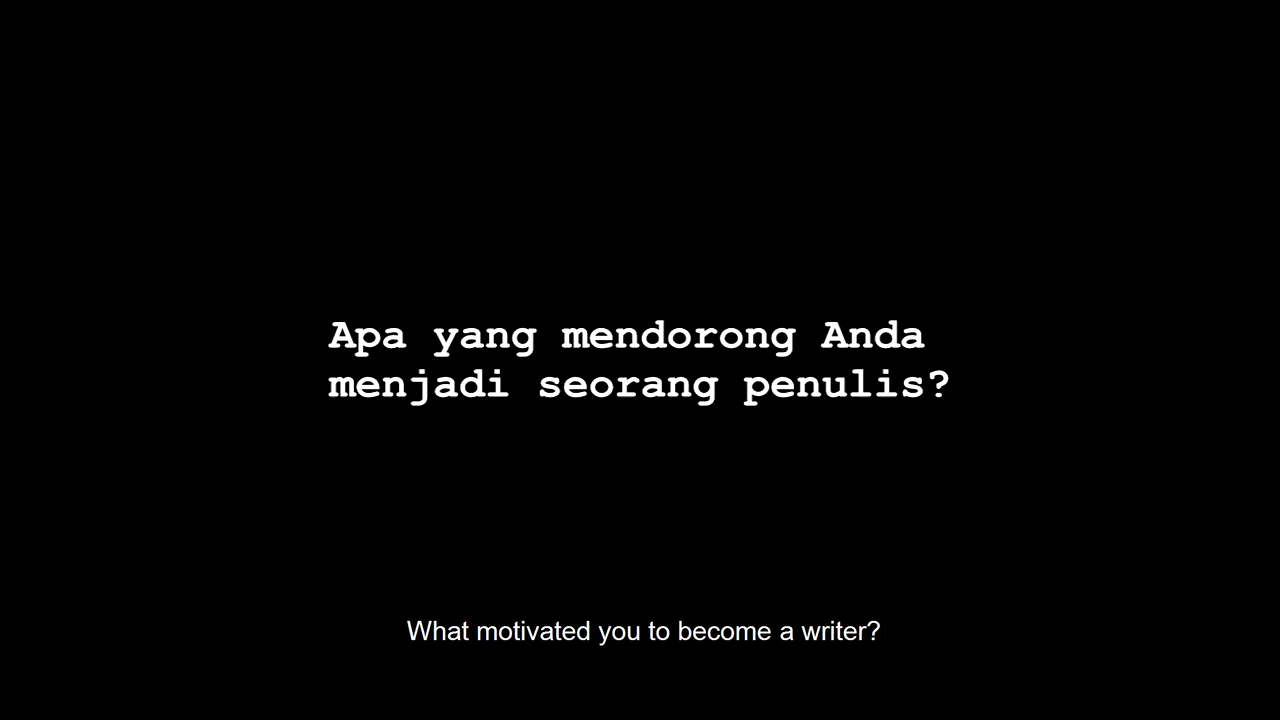 Apa yang mendorong Anda
menjadi seorang penulis?
What motivated you to become a writer?